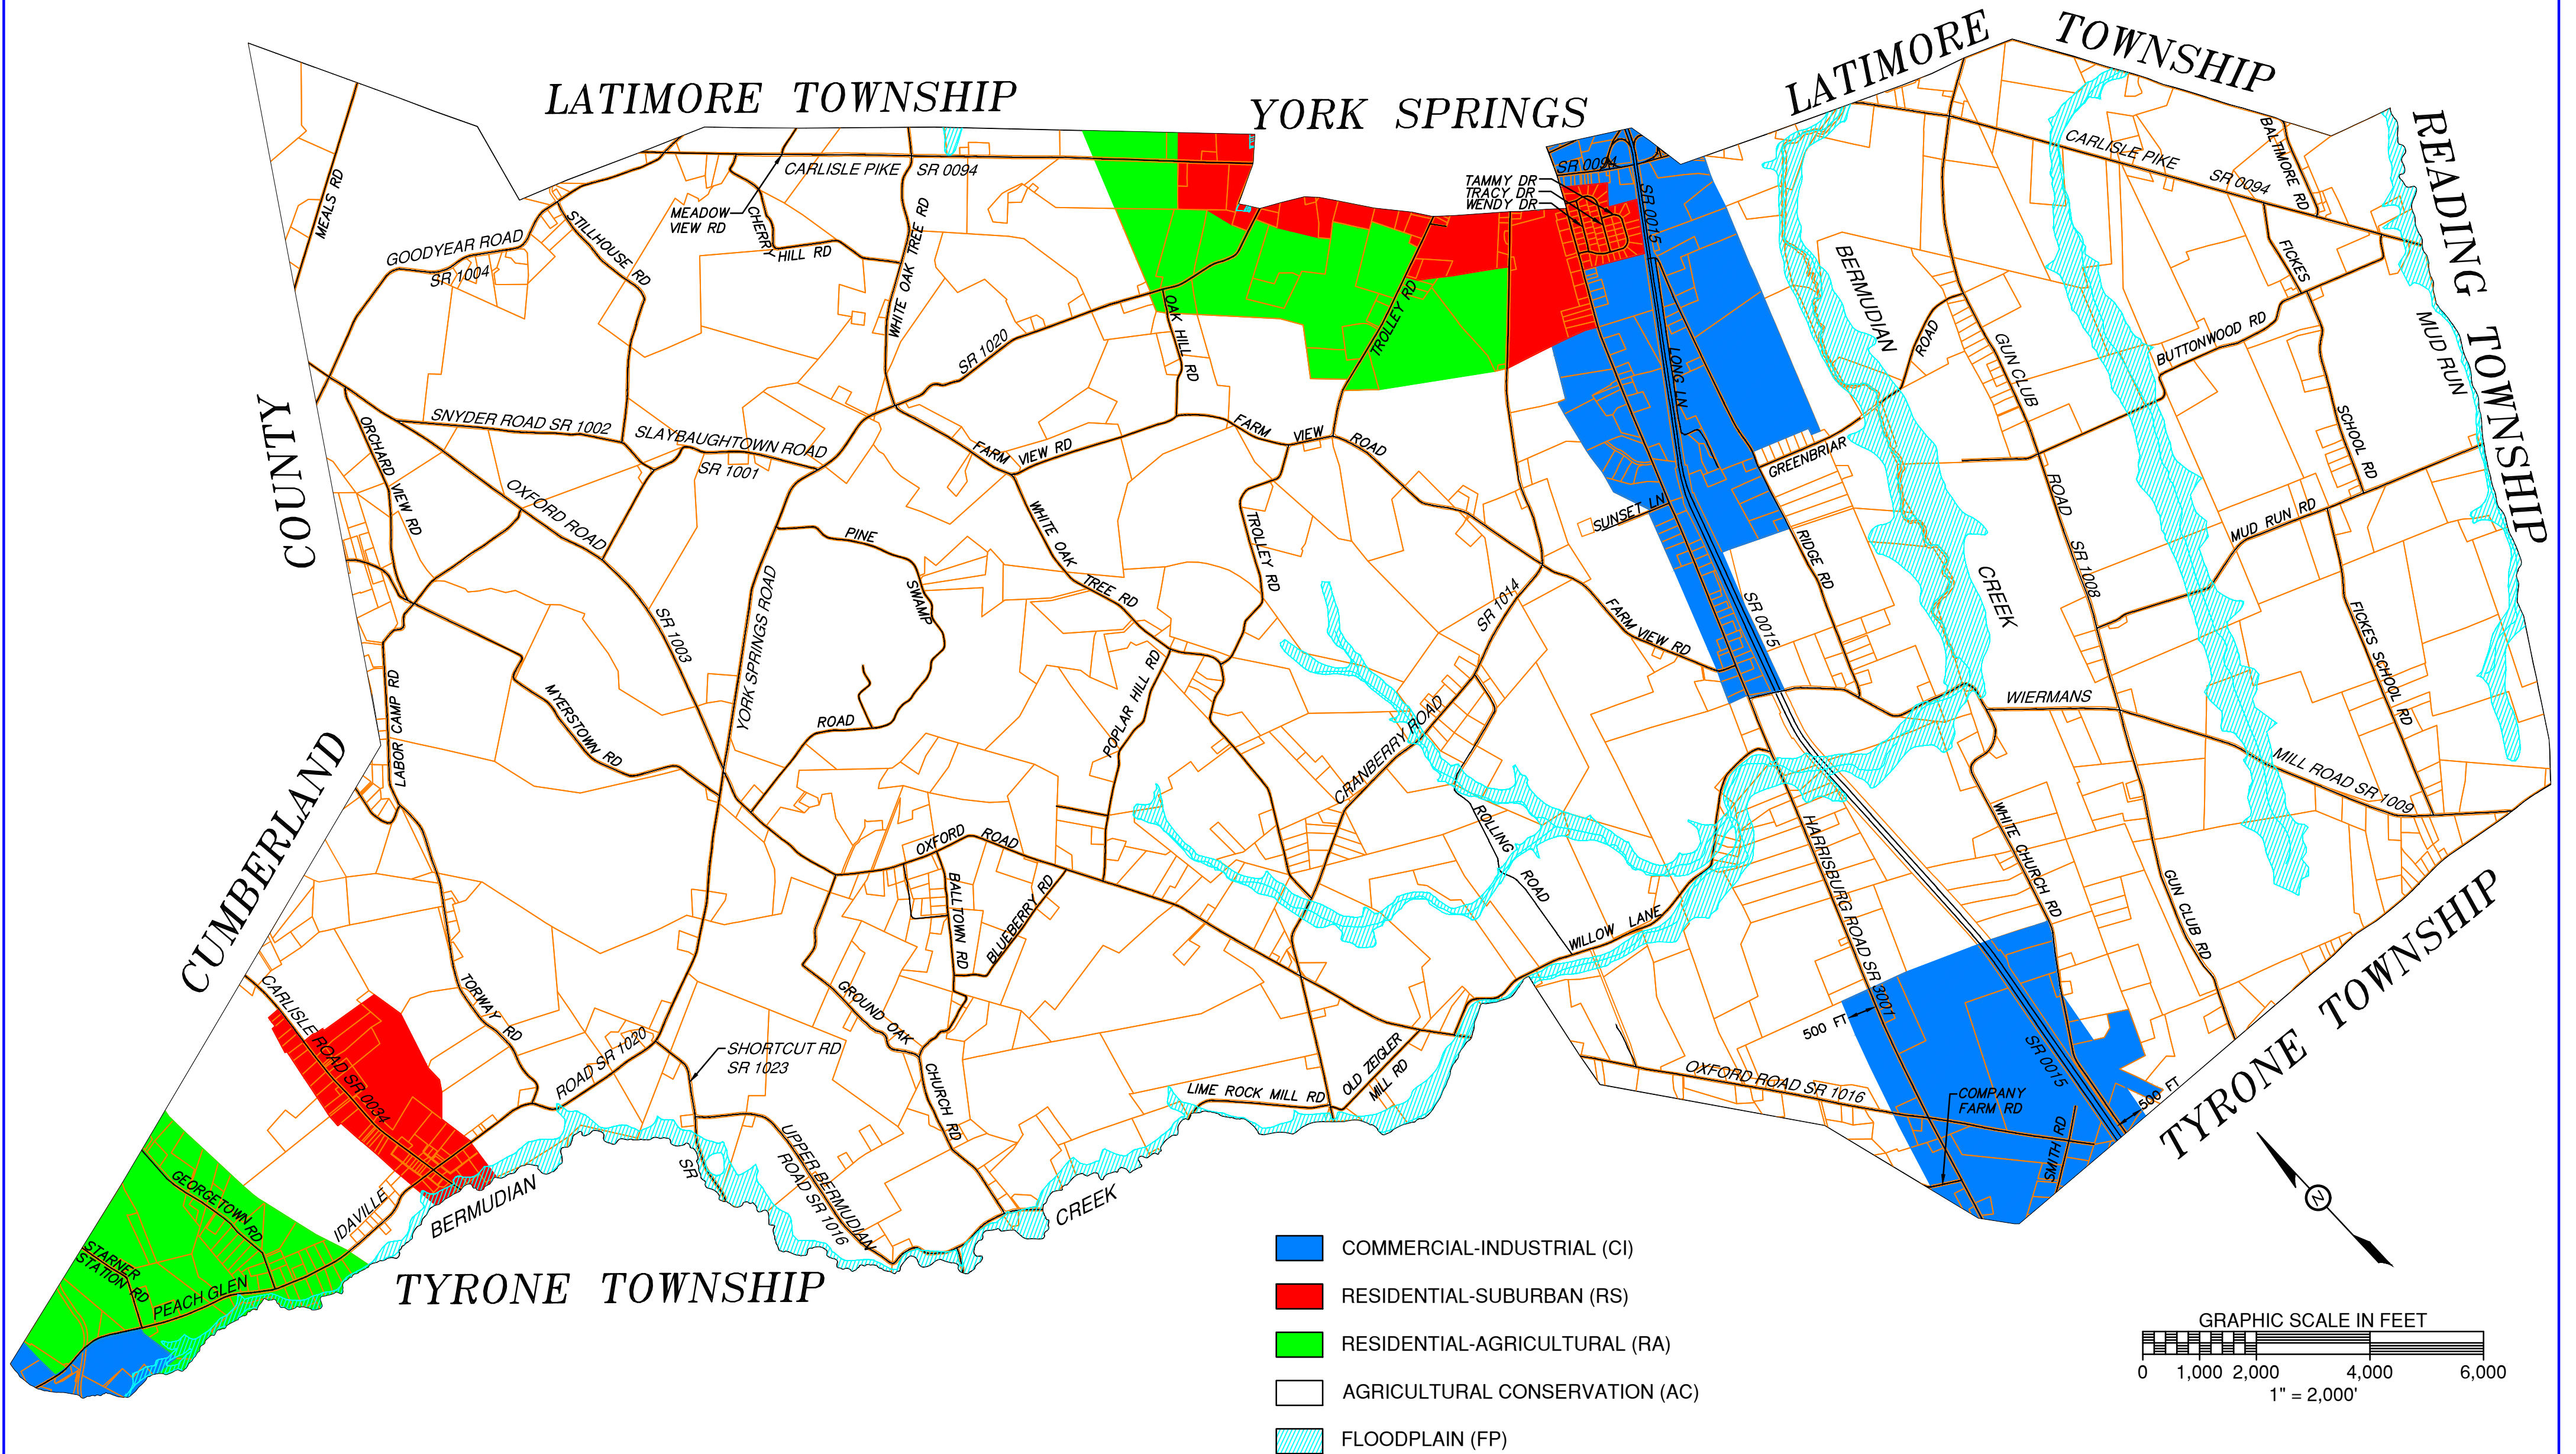 LATIMORE TOWNSHIP
YORK SPRINGS
LATIMORE TOWNSHIP
READING TOWNSHIP
MEALS RD
GOODYEAR ROAD
SR 1004
STILLHOUSE RD
MEADOW
VIEW RD
CHERRY
HILL RD
CARLISLE PIKE SR 0094
WHITE OAK TREE RD
SR 1020
OAK HILL RD
TROLLEY RD
TAMMY DR
TRACY DR
WENDY DR
SR 0094
SR 0015
LONG LN
BERMUDIAN
CREEK
ROAD
GREENBRIAR
GUN CLUB
ROAD
SR 1008
CARLISLE PIKE
SR 0094
BALTIMORE RD
FICKES
SCHOOL RD
BUTTONWOOD RD
MUD RUN
MUD RUN RD
FICKES SCHOOL RD
COUNTY
CUMBERLAND
ORCHARD
VIEW RD
SNYDER ROAD SR 1002
SLAYBAUGHTOWN ROAD
SR 1001
OXFORD ROAD
SR 1003
YORK SPRINGS ROAD
PINE
SWAMP
ROAD
FARM
VIEW RD
FARM
VIEW
ROAD
WHITE OAK
TREE RD
TROLLEY RD
SUNSET LN
RIDGE RD
SR 0015
SR 1014
FARM VIEW RD
CRANBERRY ROAD
POPLAR HILL RD
LABOR CAMP RD
MYERSTOWN RD
WIERMANS
MILL ROAD SR 1009
ROLLING
ROAD
WILLOW LANE
HARRISBURG ROAD SR 3001
WHITE CHURCH RD
GUN CLUB RD
OXFORD ROAD
BALLTOWN RD
BLUEBERRY RD
GROUND OAK
CHURCH RD
TORWAY RD
CARLISLE
ROAD SR 0034
ROAD SR 1020
SHORTCUT RD
SR 1023
SR
UPPER BERMUDIAN
ROAD SR 1016
LIME ROCK MILL RD
OLD ZEIGLER
MILL RD
500 FT
OXFORD ROAD SR 1016
COMPANY
FARM RD
SMITH RD
SR 0015
500 FT
TYRONE TOWNSHIP
GEORGETOWN RD
STARNER
STATION RD
PEACH GLEN
IDAVILLE
BERMUDIAN
CREEK
TYRONE TOWNSHIP
N
COMMERCIAL-INDUSTRIAL (CI)
RESIDENTIAL-SUBURBAN (RS)
RESIDENTIAL-AGRICULTURAL (RA)
AGRICULTURAL CONSERVATION (AC)
FLOODPLAIN (FP)
GRAPHIC SCALE IN FEET
0 1,000 2,000 4,000 6,000
1" = 2,000'